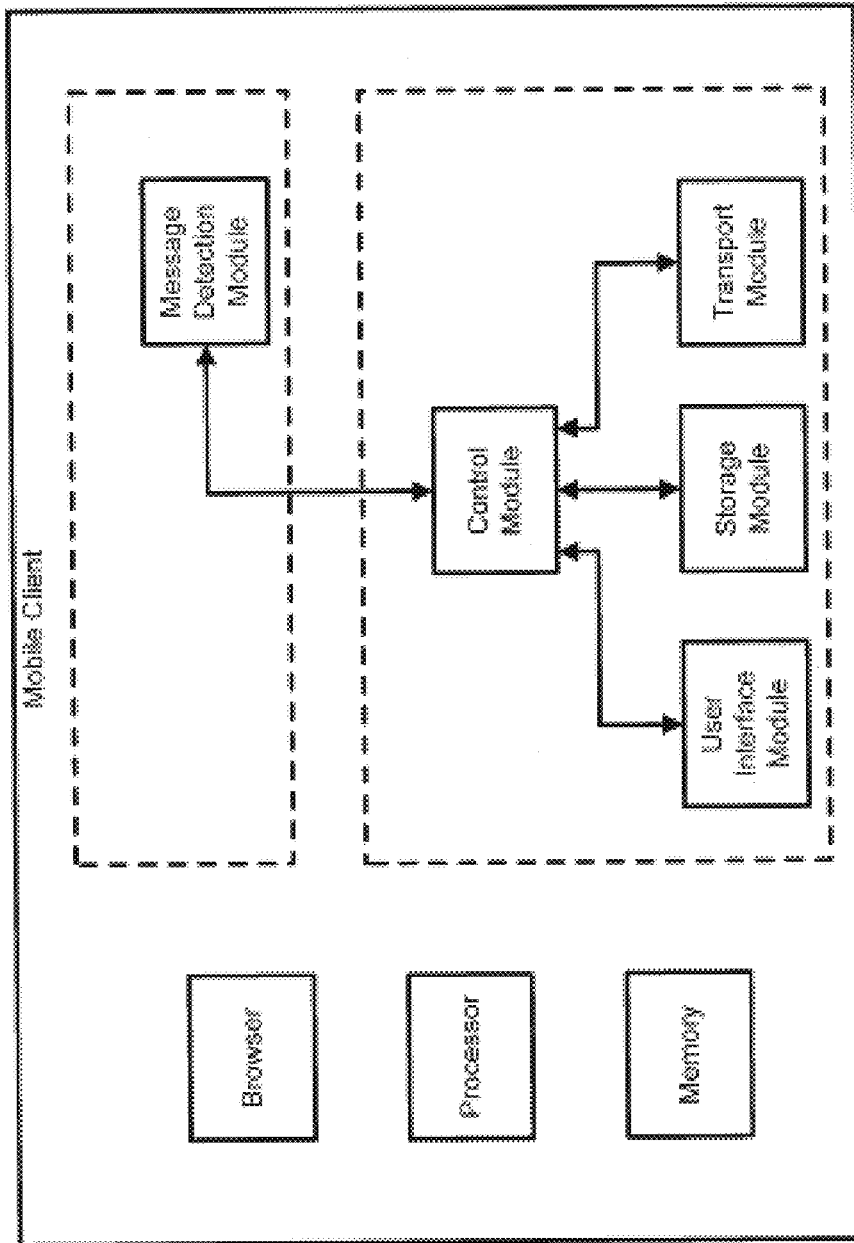 Mobile Client
Browser
Processor
Memory
Message
Detection
Module
Control
Module
User
Interface
Module
Storage
Module
Transport
Module